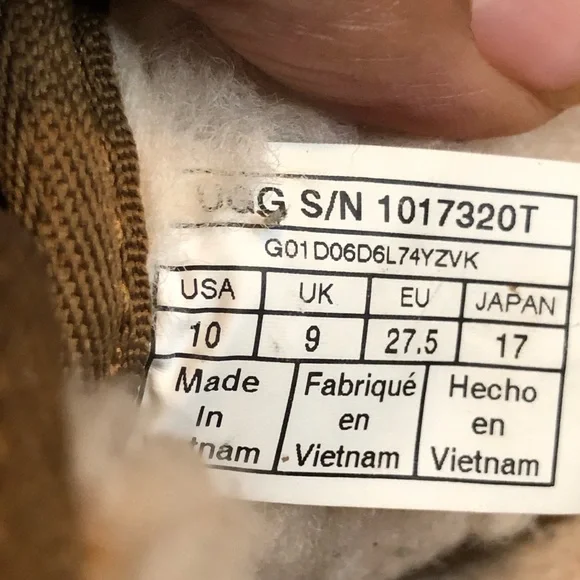 UGG S/N 1017320T
G01D06D6L74YZVK
USA UK EU JAPAN
10 9 27.5 17
Made Fabriqué Hecho
In en en
Vietnam Vietnam